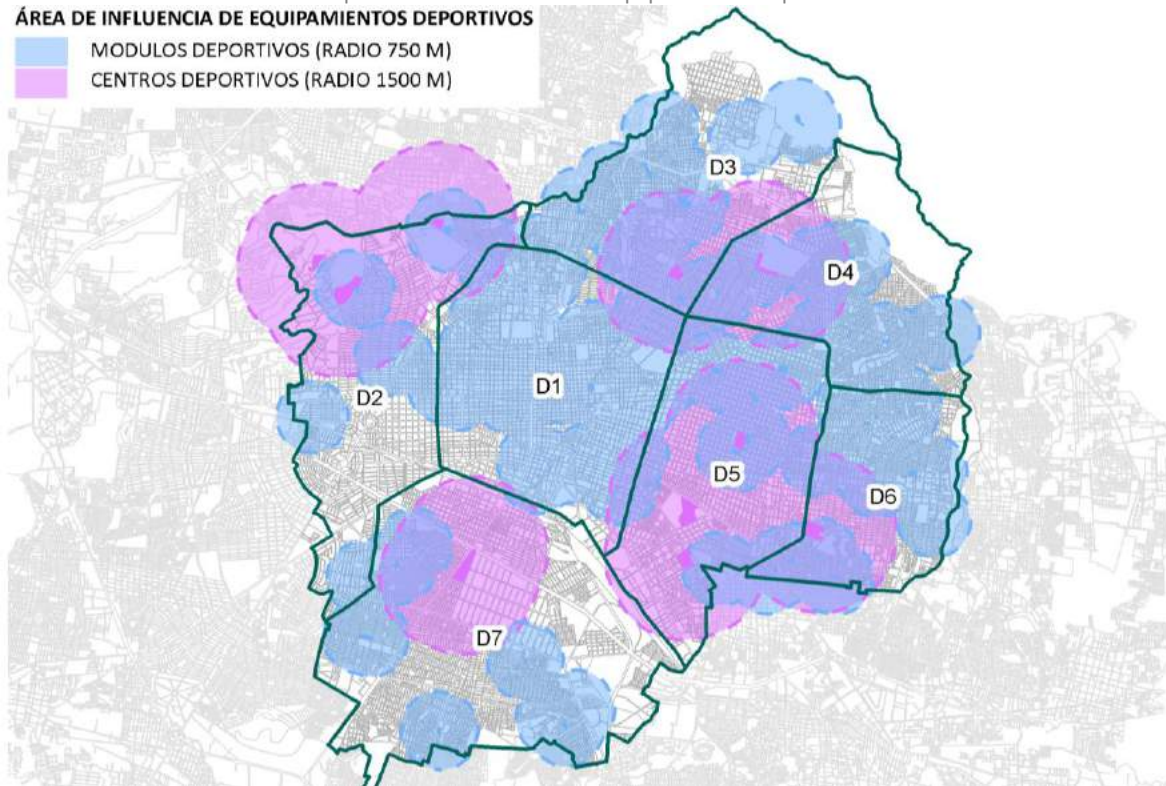 ÁREA DE INFLUENCIA DE EQUIPAMIENTOS DEPORTIVOS
MODULOS DEPORTIVOS (RADIO 750 M)
CENTROS DEPORTIVOS (RADIO 1500 M)
D3
D4
D1
D2
D5
D6
D7